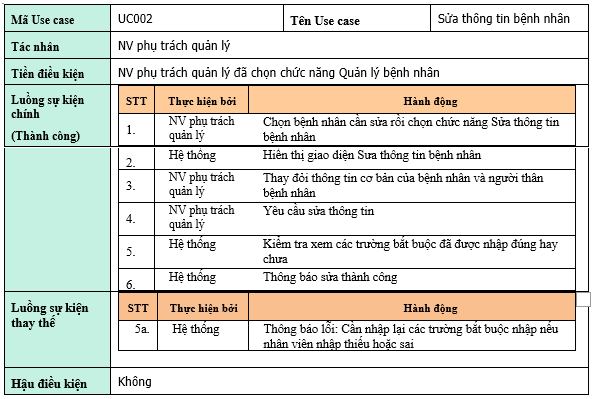 Mã Use case UC002 Tên Use case Sửa thông tin bệnh nhân
Tác nhân NV phụ trách quản lý
Tiền điều kiện NV phụ trách quản lý đã chọn chức năng Quản lý bệnh nhân
Luồng sự kiện chính
(Thành công)
STT Thực hiện bởi Hành động
1. NV phụ trách quản lý Chọn bệnh nhân cần sửa rồi chọn chức năng Sửa thông tin
bệnh nhân
2. Hệ thống Hiển thị giao diện Sưa thông tin bệnh nhân
3. NV phụ trách quản lý Thay đổi thông tin cơ bản của bệnh nhân và người thân
bệnh nhân
4. NV phụ trách quản lý Yêu cầu sửa thông tin
5. Hệ thống Kiểm tra xem các trường bắt buộc đã được nhập đúng hay
chưa
6. Hệ thống Thông báo sửa thành công
Luồng sự kiện
thay thế
STT Thực hiện bởi Hành động
5a. Hệ thống Thông báo lỗi: Cần nhập lại các trường bắt buộc nhập nếu
nhân viên nhập thiếu hoặc sai
Hậu điều kiện Không